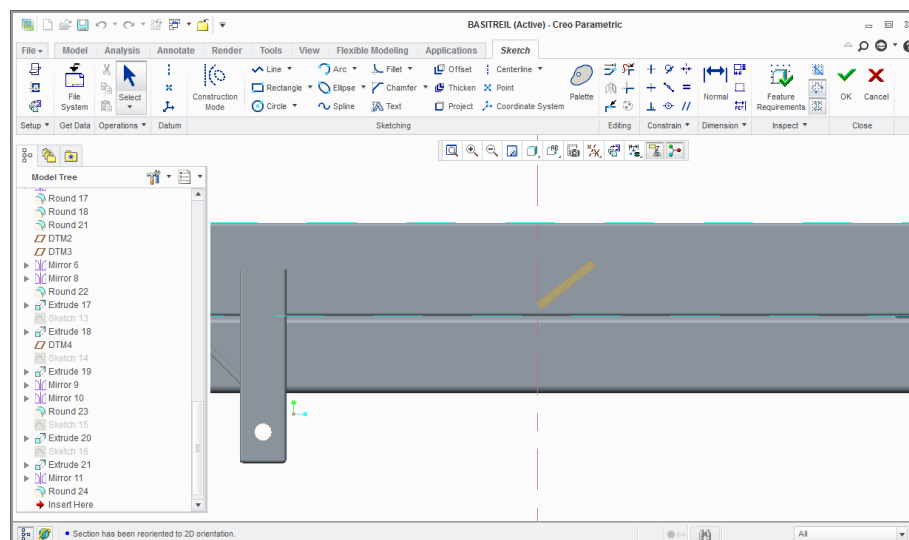 BASITREIL (Active) - Creo Parametric
File Model Analysis Annotate Render Tools View Flexible Modeling Applications Sketch
Line Arc Fillet Offset Centerline
Rectangle Ellipse Chamfer Thicken Point
Circle Spline Text Project Coordinate System
File System
Select
Construction Mode
Palette
Normal
Feature Requirements
OK Cancel
Setup Get Data Operations Datum Sketching Editing Constrain Dimension Inspect Close
Model Tree
Round 17
Round 18
Round 21
DTM2
DTM3
Mirror 6
Mirror 8
Round 22
Extrude 17
Sketch 13
Extrude 18
DTM4
Sketch 14
Extrude 19
Mirror 9
Mirror 10
Round 23
Sketch 15
Extrude 20
Sketch 16
Extrude 21
Mirror 11
Round 24
Insert Here
Section has been reoriented to 2D orientation.
All